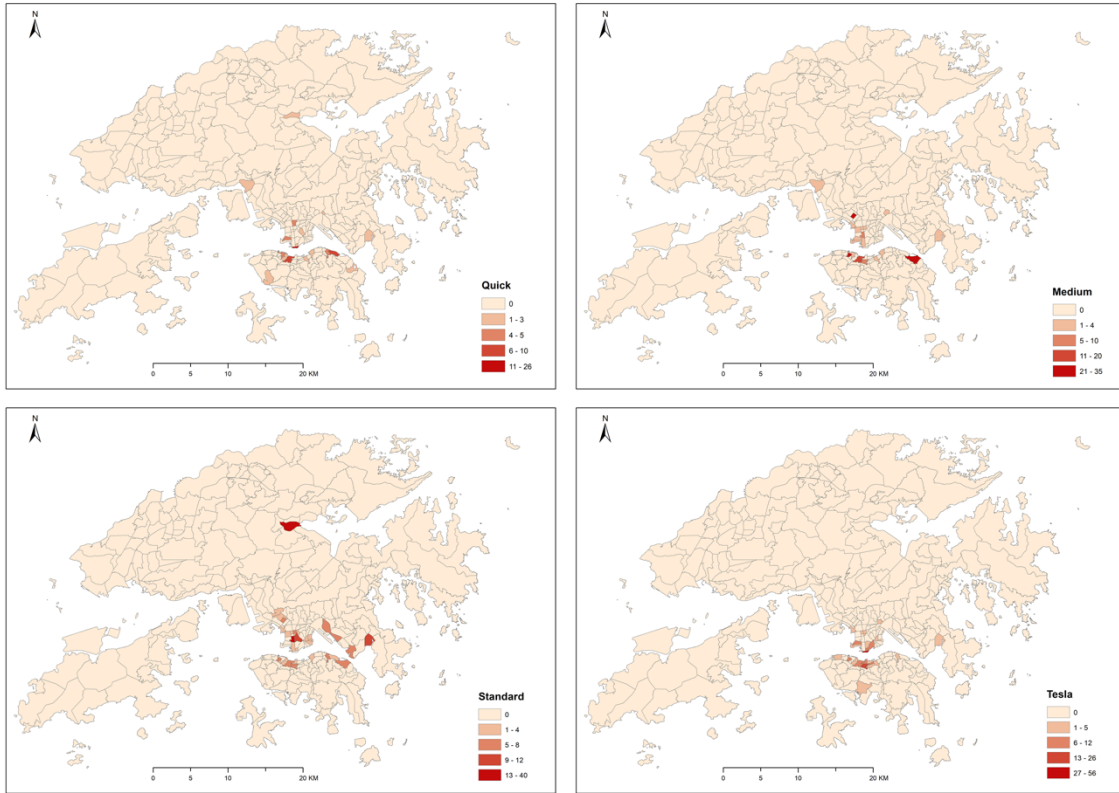 N
Quick
0
1 - 3
4 - 5
6 - 10
11 - 26
0 5 10 20 KM
N
Medium
0
1 - 4
5 - 10
11 - 20
21 - 35
0 5 10 20 KM
N
Standard
0
1 - 4
5 - 8
9 - 12
13 - 40
0 5 10 20 KM
N
Tesla
0
1 - 5
6 - 12
13 - 26
27 - 56
0 5 10 20 KM